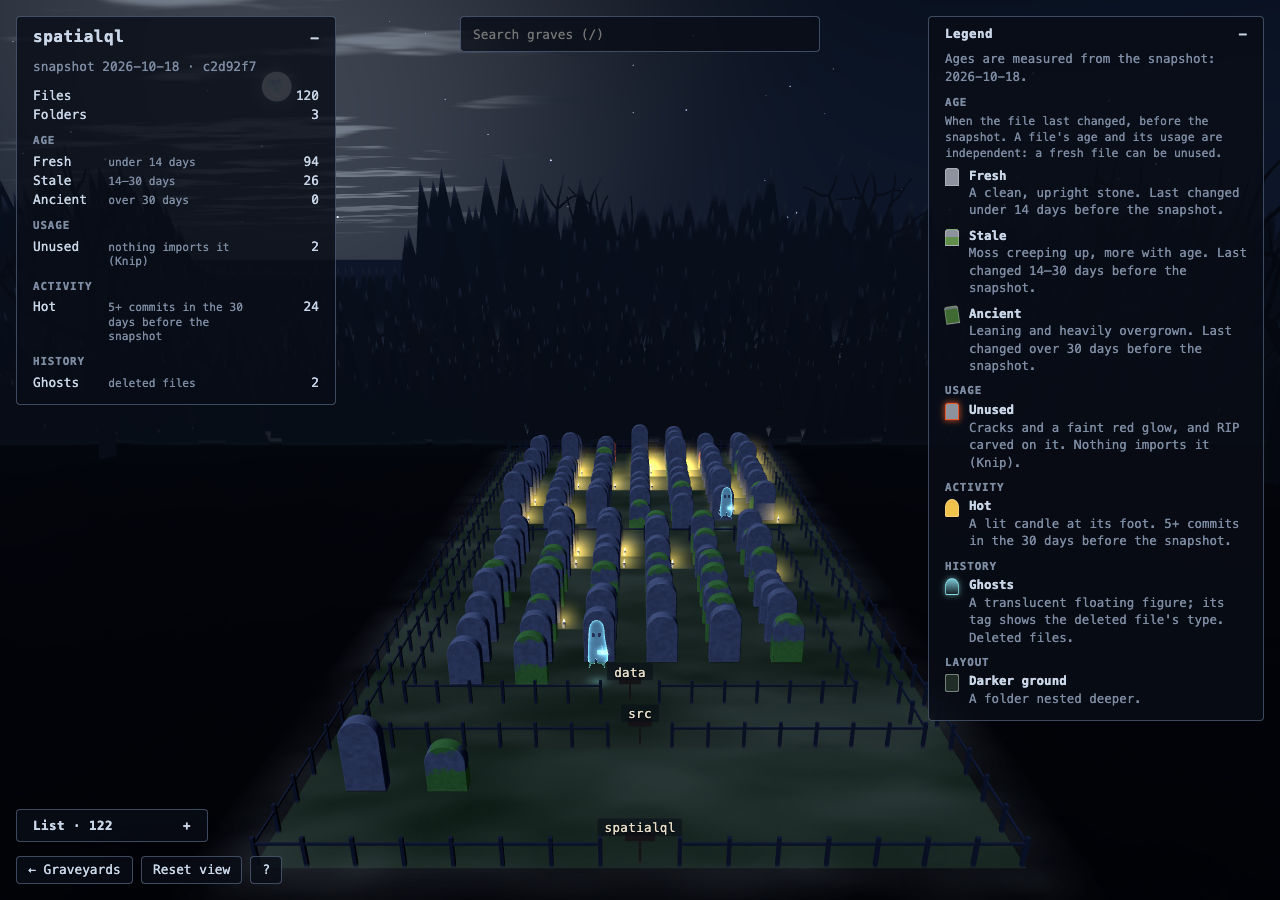 spatialql –
snapshot 2026-10-18 · c2d92f7
Files 120
Folders 3
AGE
Fresh under 14 days 94
Stale 14–30 days 26
Ancient over 30 days 0
USAGE
Unused nothing imports it 2
(Knip)
ACTIVITY
Hot 5+ commits in the 30 24
days before the
snapshot
HISTORY
Ghosts deleted files 2
Search graves (/)
Legend –
Ages are measured from the snapshot:
2026-10-18.
AGE
When the file last changed, before the
snapshot. A file's age and its usage are
independent: a fresh file can be unused.
Fresh
A clean, upright stone. Last changed
under 14 days before the snapshot.
Stale
Moss creeping up, more with age. Last
changed 14–30 days before the
snapshot.
Ancient
Leaning and heavily overgrown. Last
changed over 30 days before the
snapshot.
USAGE
Unused
Cracks and a faint red glow, and RIP
carved on it. Nothing imports it
(Knip).
ACTIVITY
Hot
A lit candle at its foot. 5+ commits
in the 30 days before the snapshot.
HISTORY
Ghosts
A translucent floating figure; its
tag shows the deleted file's type.
Deleted files.
LAYOUT
Darker ground
A folder nested deeper.
data
src
spatialql
List · 122 +
← Graveyards Reset view ?